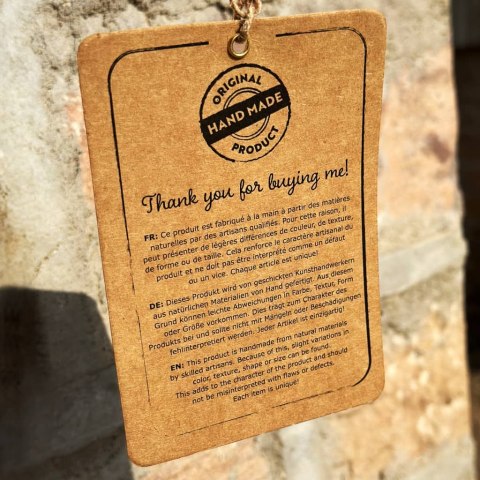 ORIGINAL
HAND MADE
PRODUCT
Thank you for buying me!
FR: Ce produit est fabriqué à la main à partir des matières
naturelles par des artisans qualifiés. Pour cette raison, il
peut présenter de légères différences de couleur, de texture,
de forme ou de taille. Cela renforce le caractère artisanal du
produit et ne doit pas être interprété comme un défaut
ou un vice. Chaque article est unique!
DE: Dieses Produkt wird von geschickten Kunsthandwerkern
aus natürlichen Materialien von Hand gefertigt. Aus diesem
Grund können leichte Abweichungen in Farbe, Textur, Form
oder Größe vorkommen. Dies trägt zum Charakter des
Produkts bei und sollte nicht mit Mängeln oder Beschädigungen
fehlinterpretiert werden. Jeder Artikel ist einzigartig!
EN: This product is handmade from natural materials
by skilled artisans. Because of this, slight variations in
color, texture, shape or size can be found.
This adds to the character of the product and should
not be misinterpreted with flaws or defects.
Each item is unique!